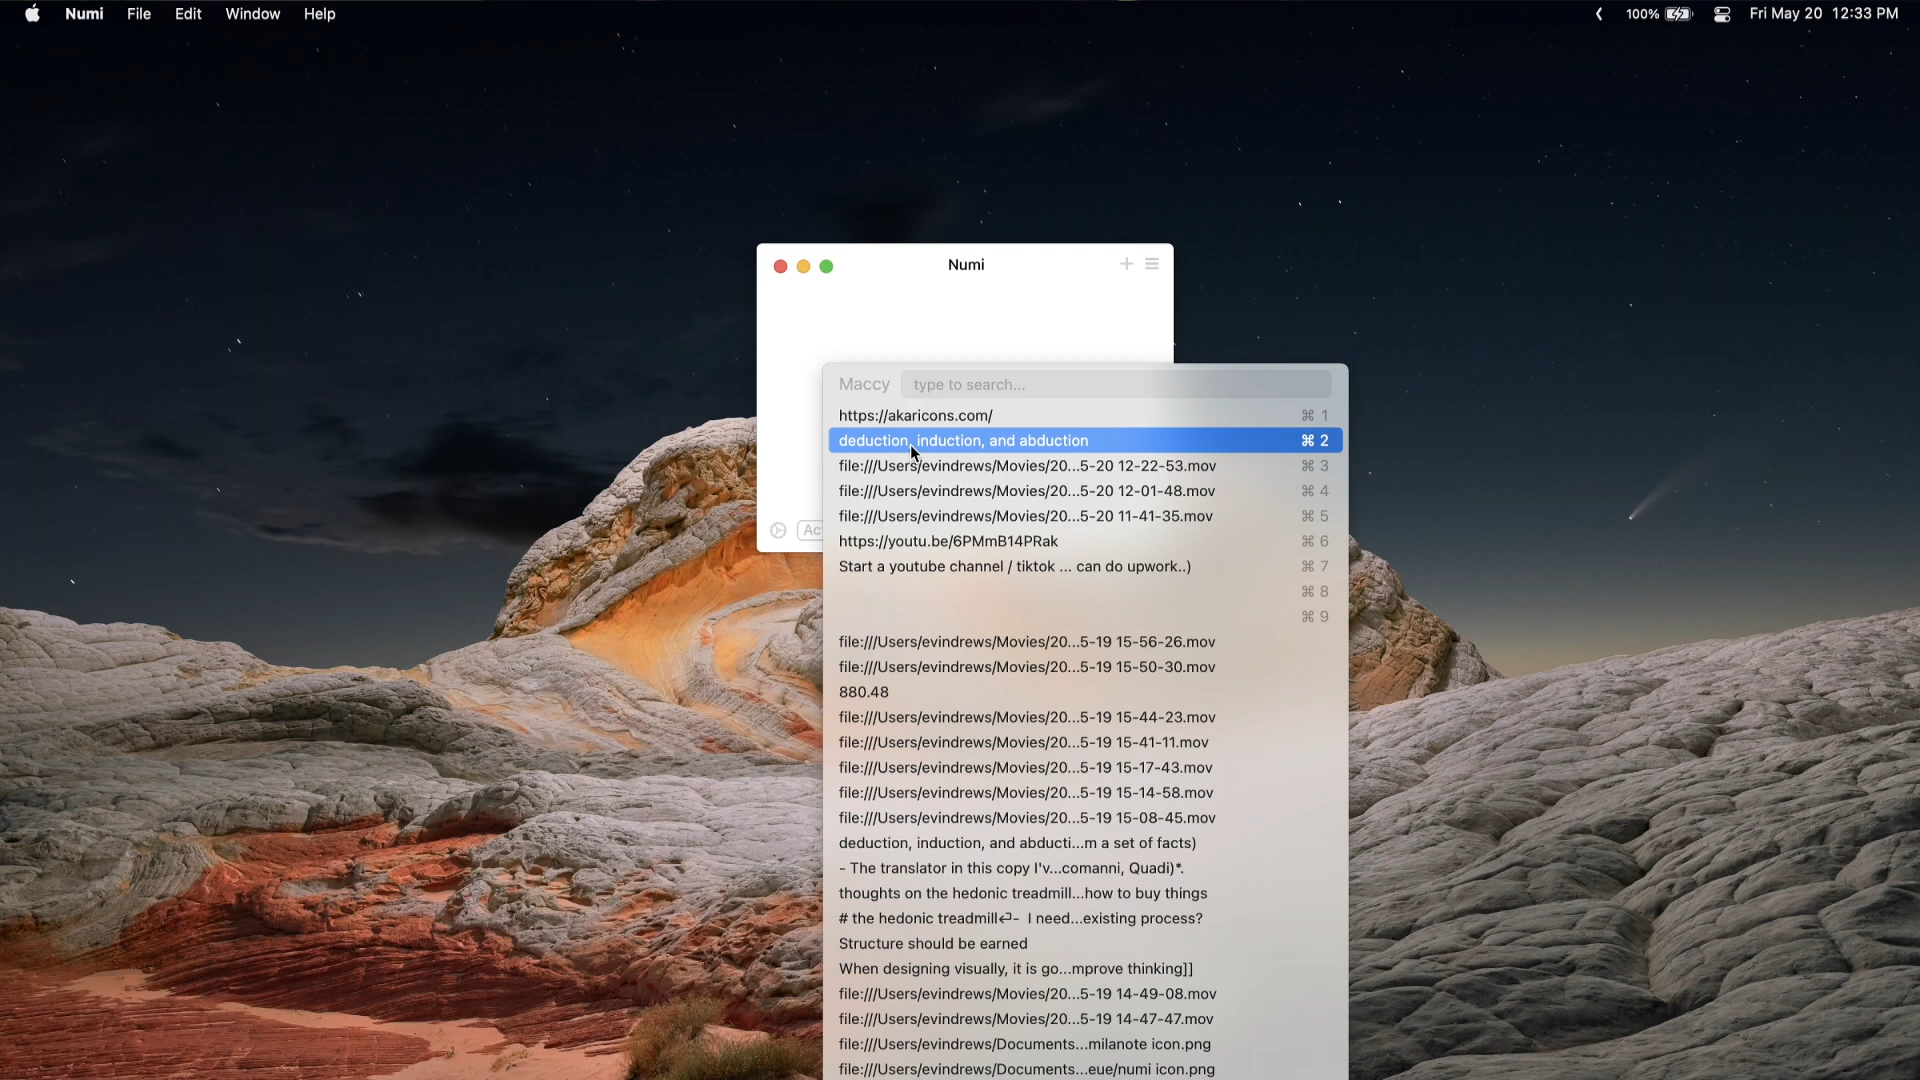 Numi File Edit Window Help
100% Fri May 20 12:33 PM
Numi
Maccy type to search...
https://akaricons.com/ ⌘ 1
deduction, induction, and abduction ⌘ 2
file:///Users/evindrews/Movies/20...5-20 12-22-53.mov ⌘ 3
file:///Users/evindrews/Movies/20...5-20 12-01-48.mov ⌘ 4
file:///Users/evindrews/Movies/20...5-20 11-41-35.mov ⌘ 5
Ac
https://youtu.be/6PMmB14PRak ⌘ 6
Start a youtube channel / tiktok ... can do upwork..) ⌘ 7
⌘ 8
⌘ 9
file:///Users/evindrews/Movies/20...5-19 15-56-26.mov
file:///Users/evindrews/Movies/20...5-19 15-50-30.mov
880.48
file:///Users/evindrews/Movies/20...5-19 15-44-23.mov
file:///Users/evindrews/Movies/20...5-19 15-41-11.mov
file:///Users/evindrews/Movies/20...5-19 15-17-43.mov
file:///Users/evindrews/Movies/20...5-19 15-14-58.mov
file:///Users/evindrews/Movies/20...5-19 15-08-45.mov
deduction, induction, and abducti...m a set of facts)
- The translator in this copy I'v...comanni, Quadi)*.
thoughts on the hedonic treadmill...how to buy things
# the hedonic treadmill⏎- I need...existing process?
Structure should be earned
When designing visually, it is go...mprove thinking]]
file:///Users/evindrews/Movies/20...5-19 14-49-08.mov
file:///Users/evindrews/Movies/20...5-19 14-47-47.mov
file:///Users/evindrews/Documents...milanote icon.png
file:///Users/evindrews/Documents...eue/numi icon.png